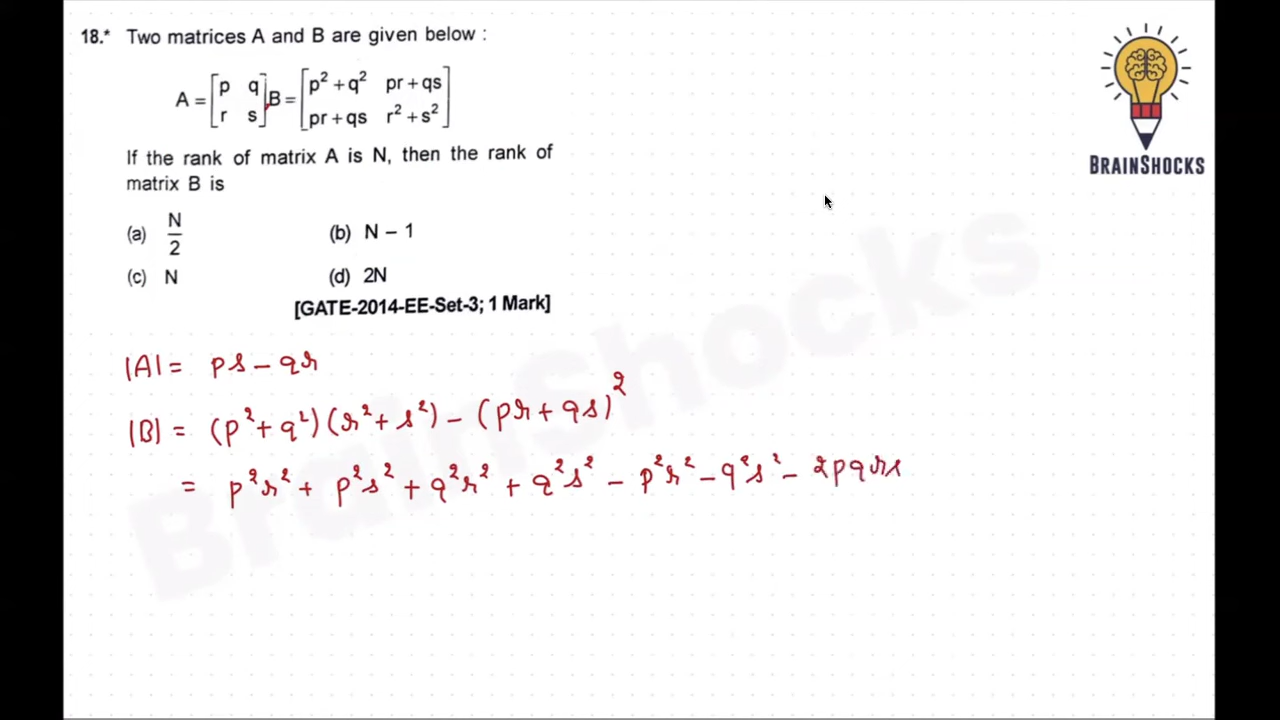 18.* Two matrices A and B are given below :
A = [p q
r s], B = [p² + q² pr + qs
pr + qs r² + s²]
If the rank of matrix A is N, then the rank of
matrix B is
(a) N/2 (b) N – 1
(c) N (d) 2N
[GATE-2014-EE-Set-3; 1 Mark]
|A| = ps – qr
|B| = (p² + q²)(r² + s²) – (pr + qs)²
= p²r² + p²s² + q²r² + q²s² – p²r² – q²s² – 2pqrs
BRAINSHOCKS
BrainShocks